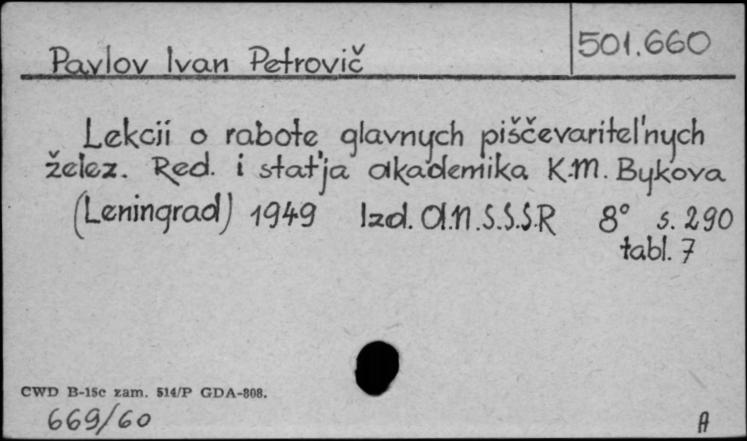 501.660
Pavlov Ivan Petrovič
Lekcii o rabote glavnych piščevaritel'nych
želez. Red. i stat'ja akademika K.M. Bykova
(Leningrad) 1949 Izd. A.N.S.S.S.R 8° s. 290
tabl. 7
CWD B-15c zam. 514/P GDA-808.
669/60 A